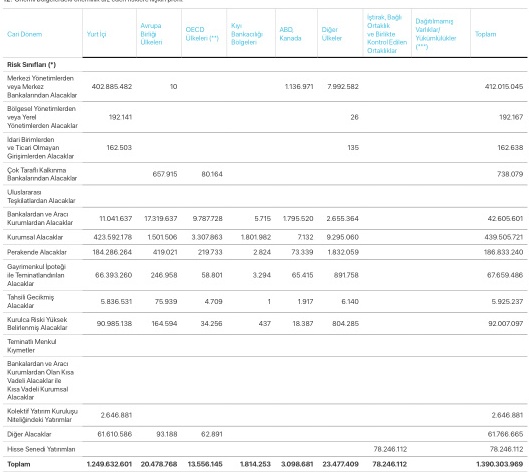 Cari Dönem Yurt İçi Avrupa Birliği Ülkeleri OECD Ülkeleri (**) Kıyı Bankacılığı Bölgeleri ABD, Kanada Diğer Ülkeler İştirak, Bağlı Ortaklık ve Birlikte Kontrol Edilen Ortaklıklar Dağıtılmamış Varlıklar/ Yükümlülükler (***) Toplam
Risk Sınıfları (*)
Merkezi Yönetimlerden veya Merkez Bankalarından Alacaklar 402.885.482 10 1.136.971 7.992.582 412.015.045
Bölgesel Yönetimlerden veya Yerel Yönetimlerden Alacaklar 192.141 26 192.167
İdari Birimlerden ve Ticari Olmayan Girişimlerden Alacaklar 162.503 135 162.638
Çok Taraflı Kalkınma Bankalarından Alacaklar 657.915 80.164 738.079
Uluslararası Teşkilatlardan Alacaklar
Bankalardan ve Aracı Kurumlardan Alacaklar 11.041.637 17.319.637 9.787.728 5.715 1.795.520 2.655.364 42.605.601
Kurumsal Alacaklar 423.592.178 1.501.506 3.307.863 1.801.982 7.132 9.295.060 439.505.721
Perakende Alacaklar 184.286.264 419.021 219.733 2.824 73.339 1.832.059 186.833.240
Gayrimenkul İpoteği ile Teminatlandırılan Alacaklar 66.393.260 246.958 58.801 3.294 65.415 891.758 67.659.486
Tahsili Gecikmiş Alacaklar 5.836.531 75.939 4.709 1 1.917 6.140 5.925.237
Kurulca Riski Yüksek Belirlenmiş Alacaklar 90.985.138 164.594 34.256 437 18.387 804.285 92.007.097
Teminatlı Menkul Kıymetler
Bankalardan ve Aracı Kurumlardan Olan Kısa Vadeli Alacaklar ile Kısa Vadeli Kurumsal Alacaklar
Kolektif Yatırım Kuruluşu Niteliğindeki Yatırımlar 2.646.881 2.646.881
Diğer Alacaklar 61.610.586 93.188 62.891 61.766.665
Hisse Senedi Yatırımları 78.246.112 78.246.112
Toplam 1.249.632.601 20.478.768 13.556.145 1.814.253 3.098.681 23.477.409 78.246.112 1.390.303.969